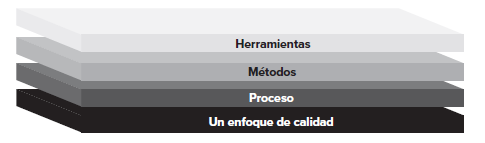 Herramientas
Métodos
Proceso
Un enfoque de calidad